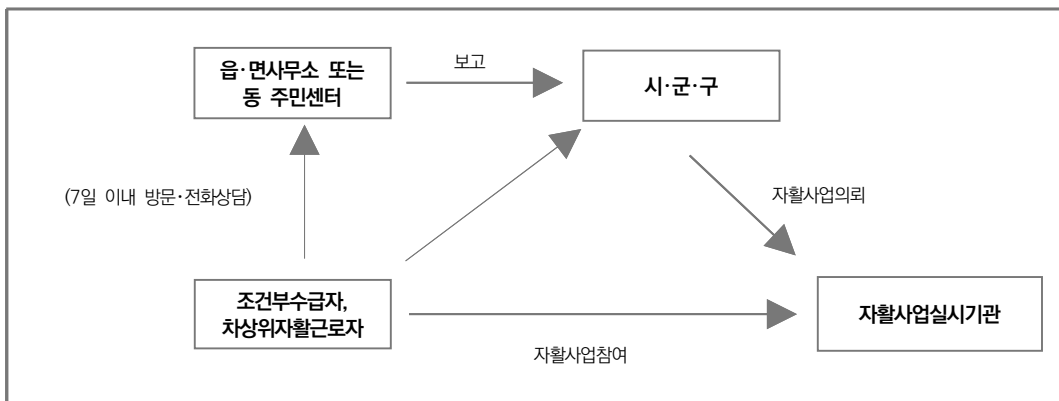 읍·면사무소 또는
동 주민센터
보고
시·군·구
(7일 이내 방문·전화상담)
자활사업의뢰
조건부수급자,
차상위자활근로자
자활사업참여
자활사업실시기관